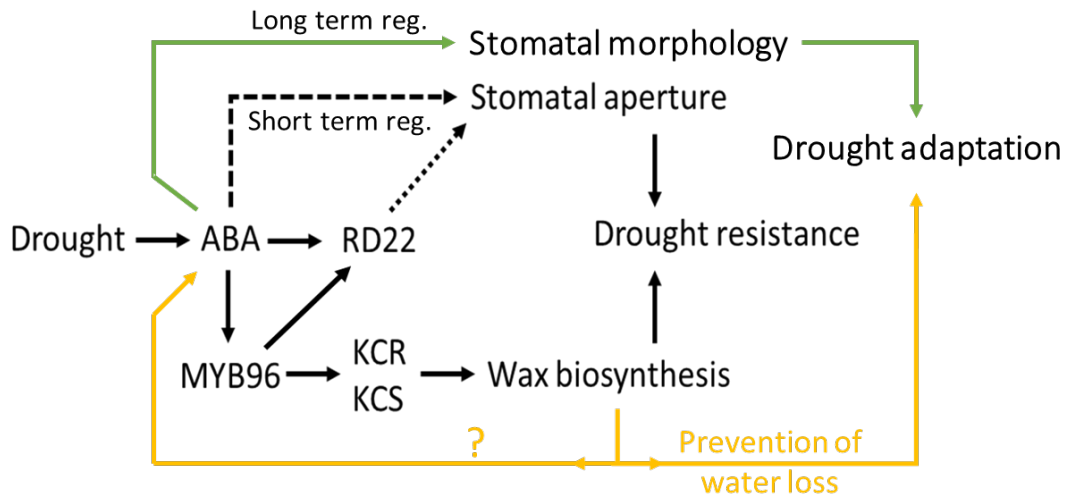 Long term reg.
Stomatal morphology
Stomatal aperture
Short term reg.
Drought adaptation
Drought
ABA
RD22
Drought resistance
MYB96
KCR
KCS
Wax biosynthesis
?
Prevention of
water loss